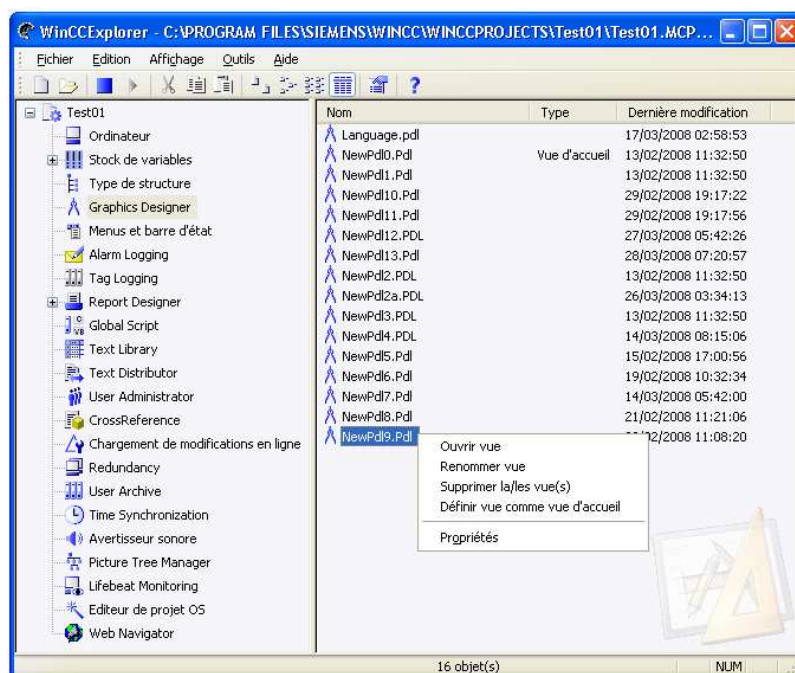 WinCCExplorer - C:\PROGRAM FILES\SIEMENS\WINCC\WINCCPROJECTS\Test01\Test01.MCP...
Fichier Edition Affichage Outils Aide
Test01
Ordinateur
Stock de variables
Type de structure
Graphics Designer
Menus et barre d'état
Alarm Logging
Tag Logging
Report Designer
Global Script
Text Library
Text Distributor
User Administrator
CrossReference
Chargement de modifications en ligne
Redundancy
User Archive
Time Synchronization
Avertisseur sonore
Picture Tree Manager
Lifebeat Monitoring
Editeur de projet OS
Web Navigator
Nom Type Dernière modification
Language.pdl 17/03/2008 02:58:53
NewPdl0.Pdl Vue d'accueil 13/02/2008 11:32:50
NewPdl1.Pdl 13/02/2008 11:32:50
NewPdl10.Pdl 29/02/2008 19:17:22
NewPdl11.Pdl 29/02/2008 19:17:56
NewPdl12.PDL 27/03/2008 05:42:26
NewPdl13.Pdl 28/03/2008 07:20:57
NewPdl2.PDL 13/02/2008 11:32:50
NewPdl2a.PDL 26/03/2008 03:34:13
NewPdl3.PDL 13/02/2008 11:32:50
NewPdl4.PDL 14/03/2008 08:15:06
NewPdl5.Pdl 15/02/2008 17:00:56
NewPdl6.Pdl 19/02/2008 10:32:34
NewPdl7.Pdl 14/03/2008 05:42:00
NewPdl8.Pdl 21/02/2008 11:21:06
NewPdl9.Pdl /02/2008 11:08:20
Ouvrir vue
Renommer vue
Supprimer la/les vue(s)
Définir vue comme vue d'accueil
Propriétés
16 objet(s) NUM